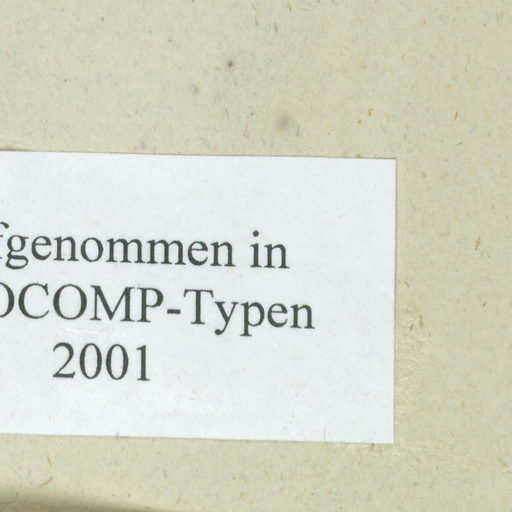 fgenommen in
OCOMP-Typen
2001